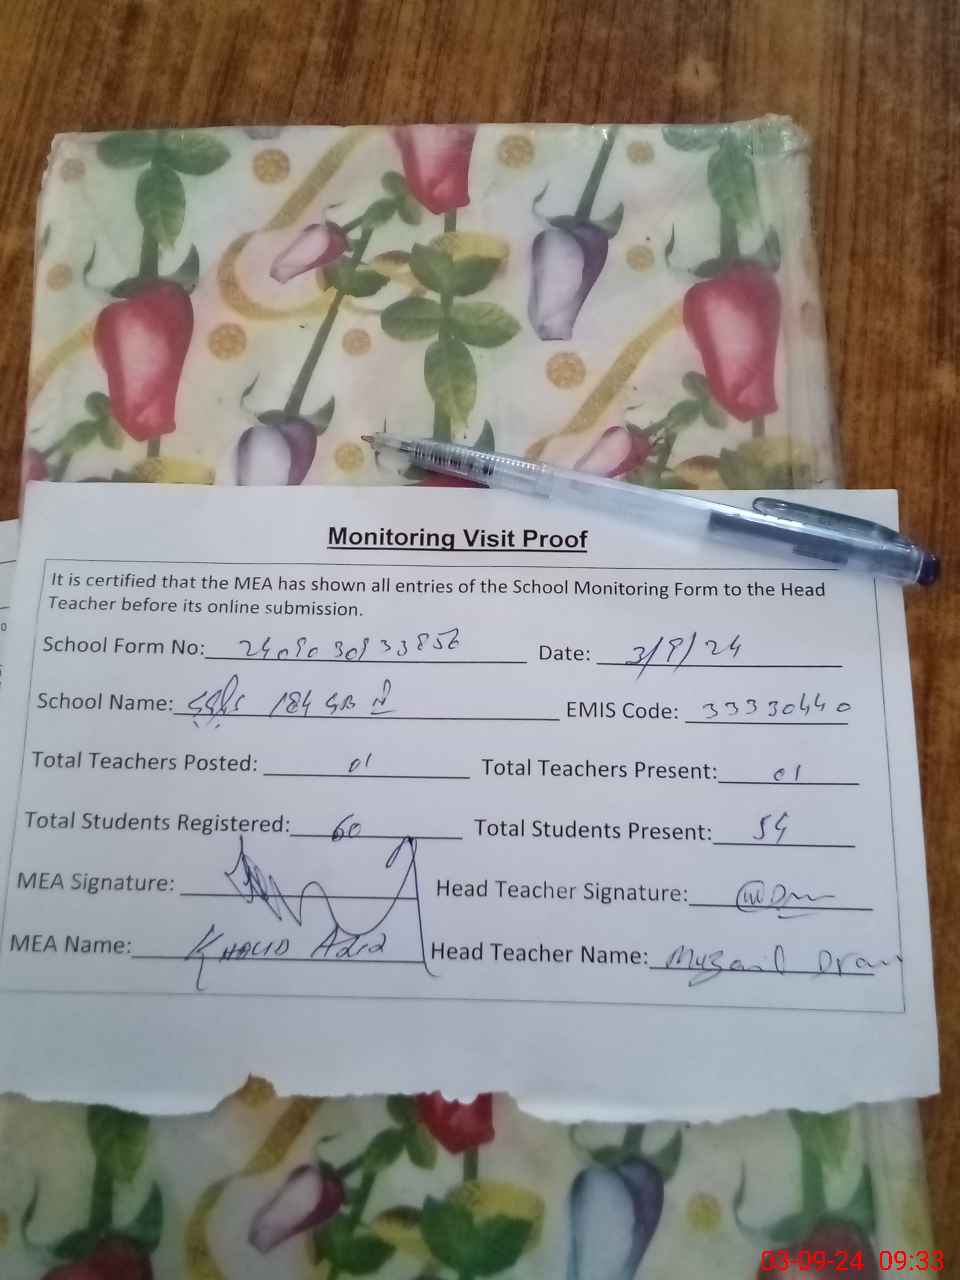 Monitoring Visit Proof
It is certified that the MEA has shown all entries of the School Monitoring Form to the Head
Teacher before its online submission.
School Form No: Date: 3/9/24
School Name: 184 GB EMIS Code: 33330440
Total Teachers Posted: 01 Total Teachers Present: 01
Total Students Registered: 60 Total Students Present: 54
MEA Signature: Head Teacher Signature:
MEA Name: KHALID Aziz Head Teacher Name:
03-09-24 09:33